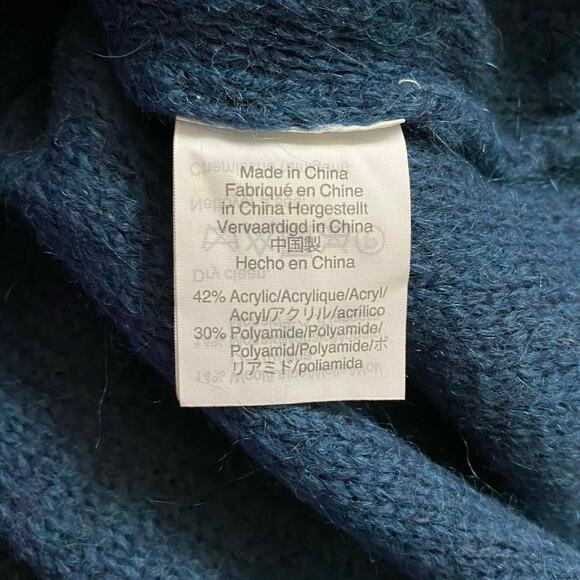 Made in China
Fabriqué en Chine
in China Hergestellt
Vervaardigd in China
中国製
Hecho en China
42% Acrylic/Acrylique/Acryl/
Acryl/アクリル/acrílico
30% Polyamide/Polyamide/
Polyamid/Polyamide/ポ
リアミド/poliamida